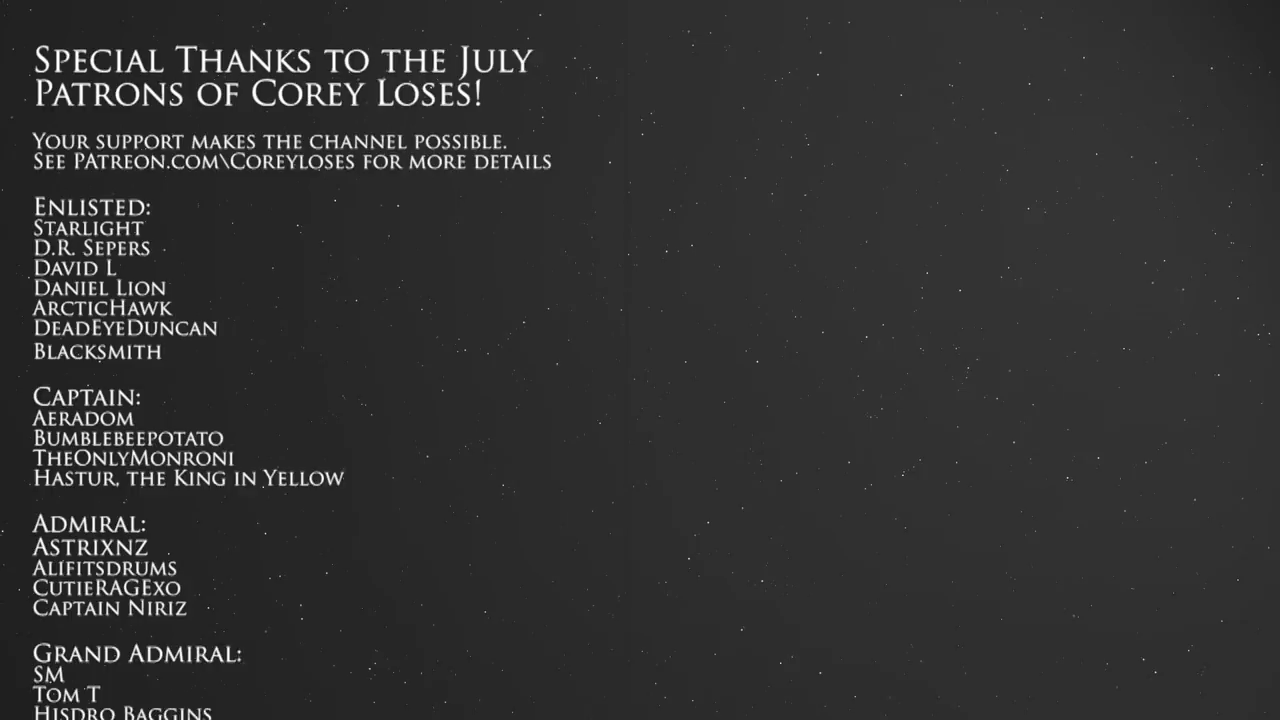 Special Thanks to the July
Patrons of Corey Loses!
Your support makes the channel possible.
See PAtreon.com\Coreyloses for more details
Enlisted:
Starlight
D.R. Sepers
David L
Daniel Lion
ArcticHawk
DeadEyeDuncan
Blacksmith
Captain:
Aeradom
Bumblebeepotato
TheOnlyMonroni
Hastur, the King in Yellow
Admiral:
Astrixnz
Alifitsdrums
CutieRAGExo
Captain Niriz
Grand Admiral:
SM
Tom T
Hisdro Baggins